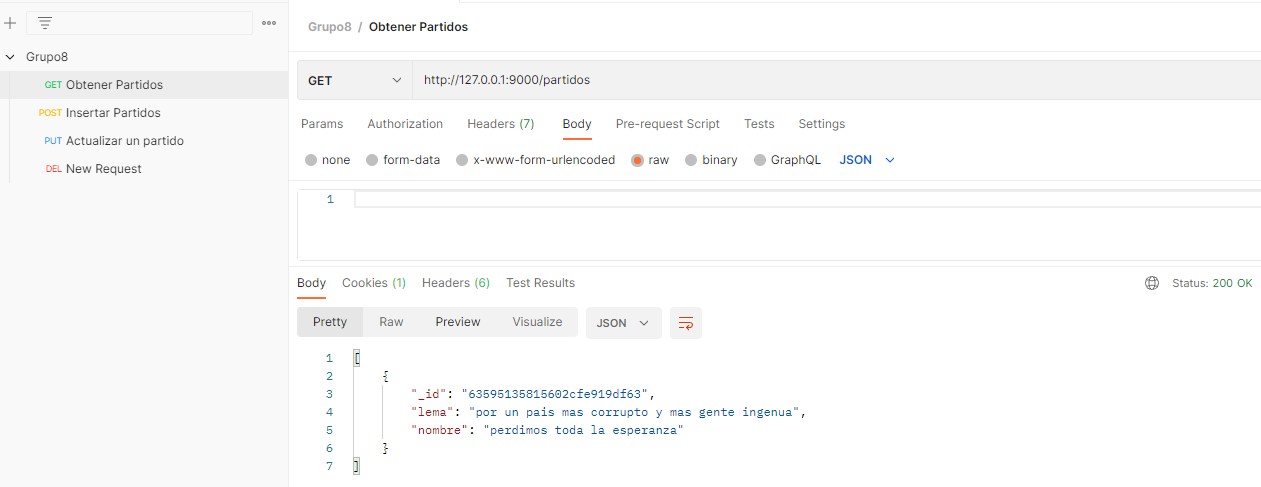 Grupo8
GET Obtener Partidos
POST Insertar Partidos
PUT Actualizar un partido
DEL New Request
Grupo8 / Obtener Partidos
GET http://127.0.0.1:9000/partidos
Params Authorization Headers (7) Body Pre-request Script Tests Settings
none form-data x-www-form-urlencoded raw binary GraphQL JSON
1
Body Cookies (1) Headers (6) Test Results Status: 200 OK
Pretty Raw Preview Visualize JSON
1 [
2 {
3 "_id": "63595135815602cfe919df63",
4 "lema": "por un pais mas corrupto y mas gente ingenua",
5 "nombre": "perdimos toda la esperanza"
6 }
7 ]